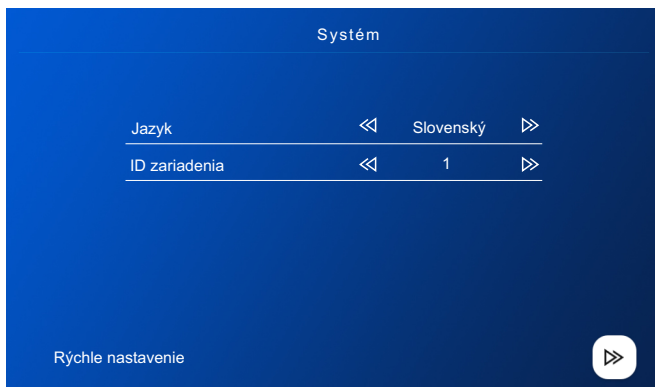 Systém
Jazyk Slovenský
ID zariadenia 1
Rýchle nastavenie